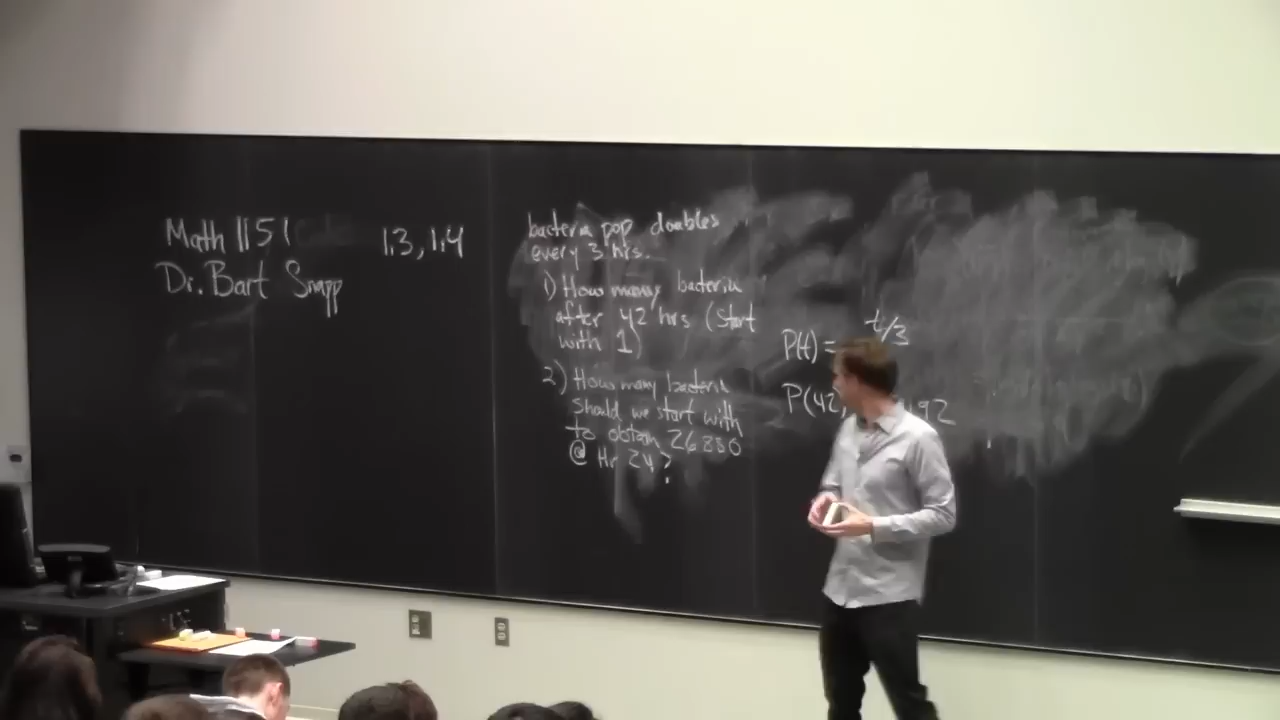 Math 1151
Dr. Bart Snapp
1.3, 1.4
bacteria pop doubles
every 3 hrs.
1) How many bacteria
after 42 hrs (start
with 1)
2) How many bacteria
should we start with
to obtain 26880
@ Hr 24?
P(t) = t/3
P(42) 192